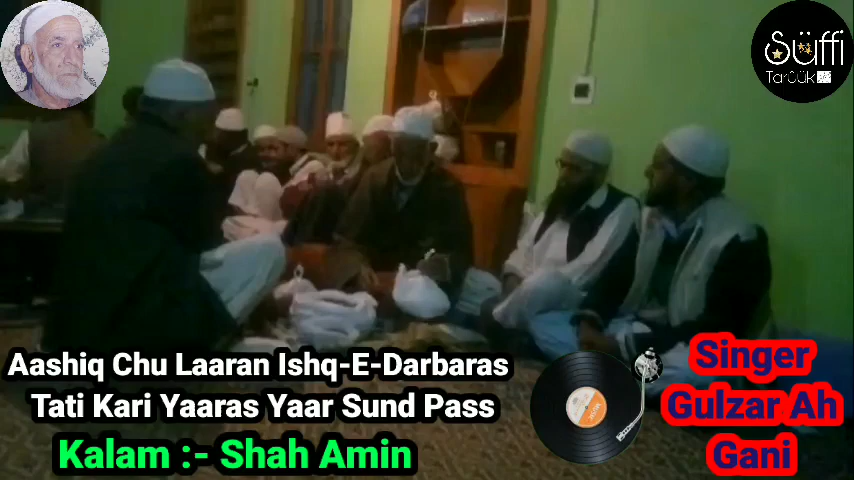 Süffi
Tarüük
Aashiq Chu Laaran Ishq-E-Darbaras
Tati Kari Yaaras Yaar Sund Pass
Kalam :- Shah Amin
Singer
Gulzar Ah
Gani